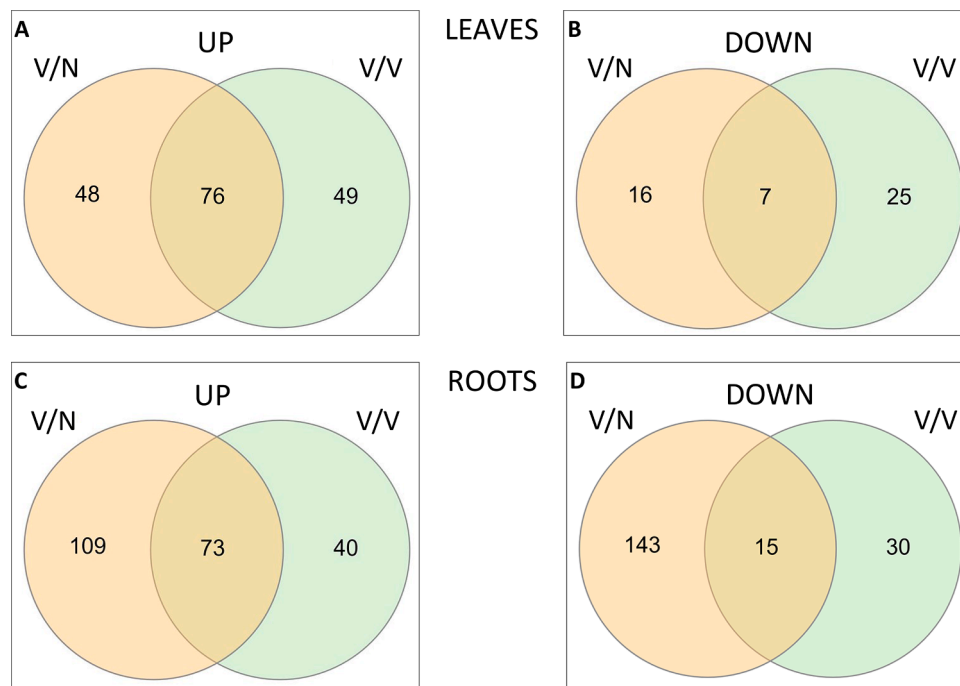 A
UP
V/N
V/V
48
76
49
LEAVES
B
DOWN
V/N
V/V
16
7
25
C
UP
V/N
V/V
109
73
40
ROOTS
D
DOWN
V/N
V/V
143
15
30